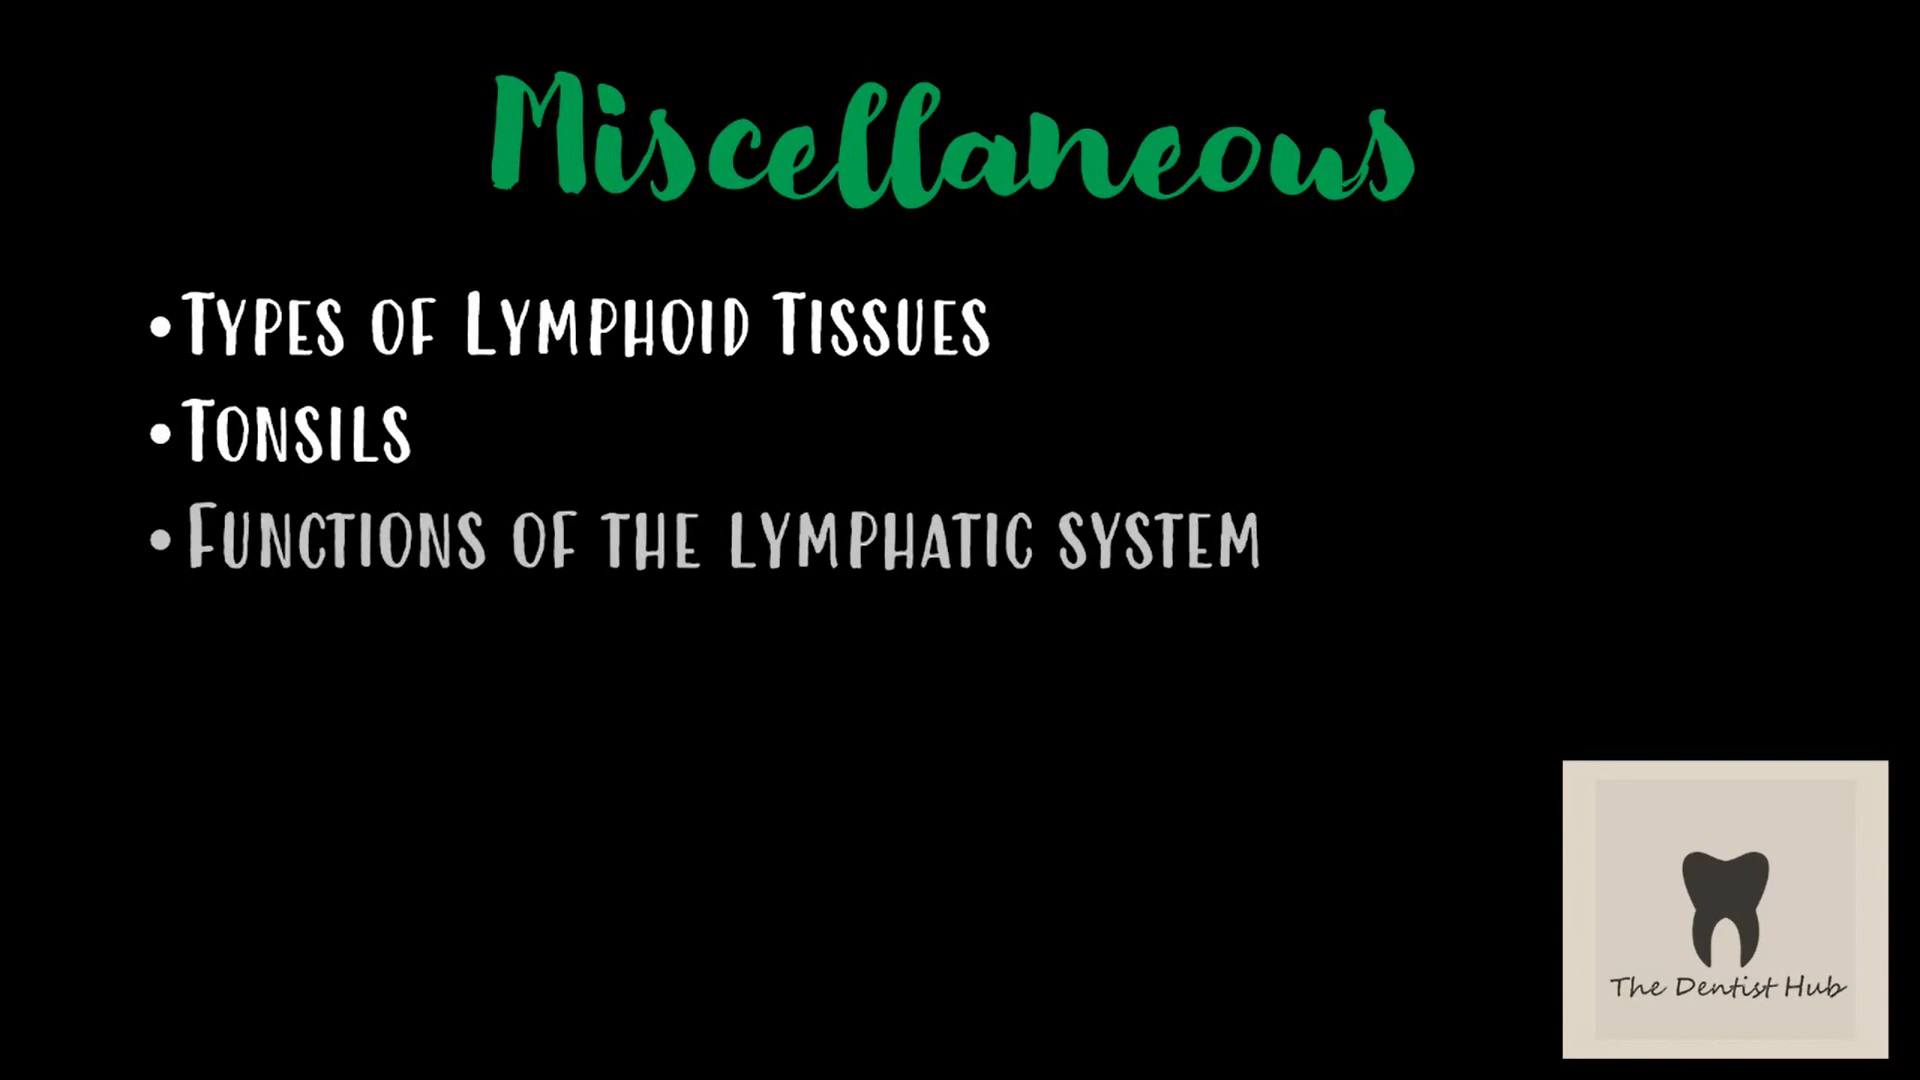 Miscellaneous
• Types of Lymphoid Tissues
• Tonsils
• Functions of the lymphatic system
The Dentist Hub